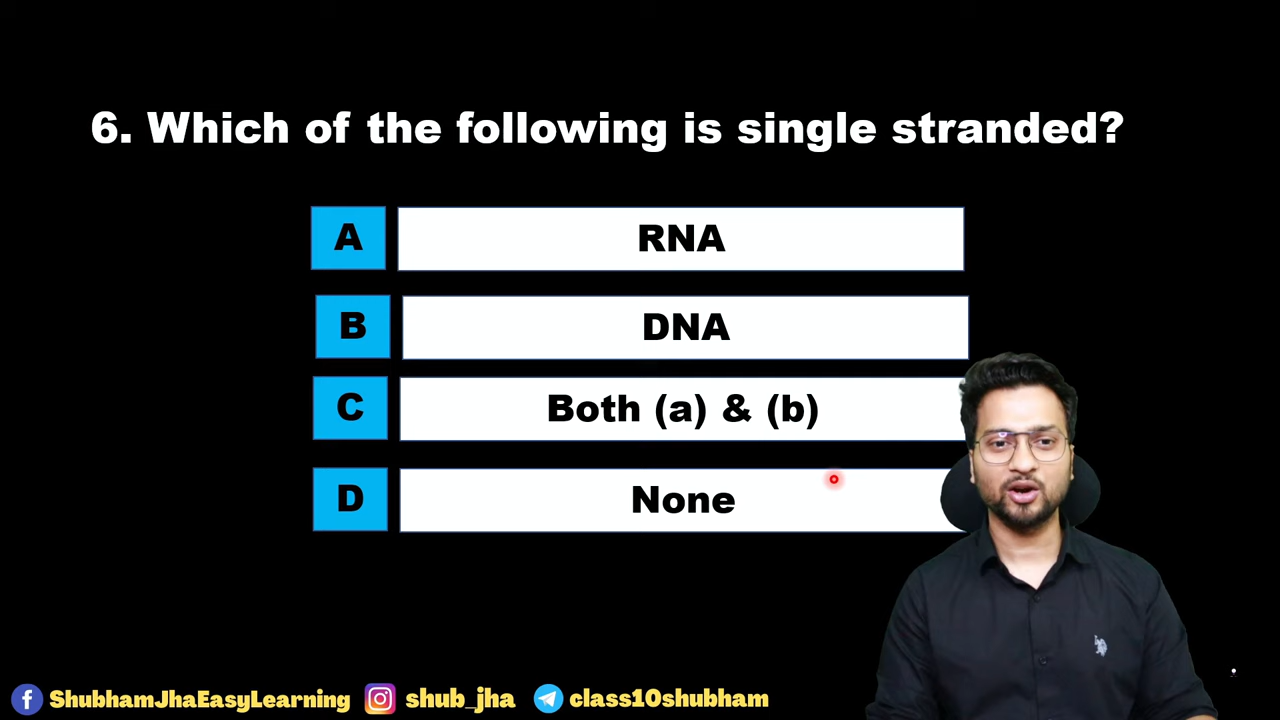 6. Which of the following is single stranded?
A RNA
B DNA
C Both (a) & (b)
D None
ShubhamJhaEasyLearning shub_jha class10shubham